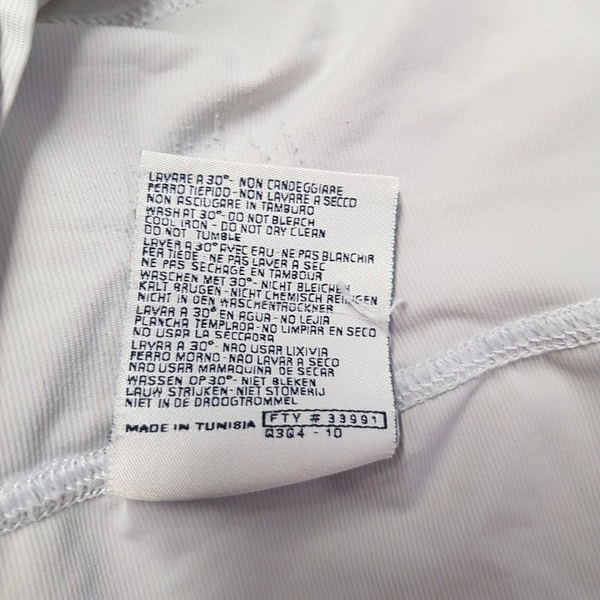 LAVARE A 30°- NON CANDEGGIARE
FERRO TIEPIDO - NON LAVARE A SECCO
NON ASCIUGARE IN TAMBURO
WASH AT 30°- DO NOT BLEACH
COOL IRON - DO NOT DRY CLEAN
DO NOT TUMBLE
LAVER A 30° AVEC EAU - NE PAS BLANCHIR
FER TIEDE - NE PAS LAVER A SEC
NE PAS SECHAGE EN TAMBOUR
WASCHEN MET 30° - NICHT BLEICHEN
KALT BRUGEN - NICHT CHEMISCH REINIGEN
NICHT IN DEN WASCHENTROCKNER
LAVAR A 30° EN AGUA - NO LEJIA
PLANCHA TEMPLADA - NO LIMPIAR EN SECO
NO USAR LA SECCADRA
LAVAR A 30°- NAO USAR LIXIVIA
FERRO MORNO - NAO LAVAR A SECO
NAO USAR MAMAQUINA DE SECAR
WASSEN OP 30°- NIET BLEKEN
LAUW STRIJKEN - NIET STOMERIJ
NIET IN DE DROOGTROMMEL
MADE IN TUNISIA FTY # 33991
Q3Q4 - 10